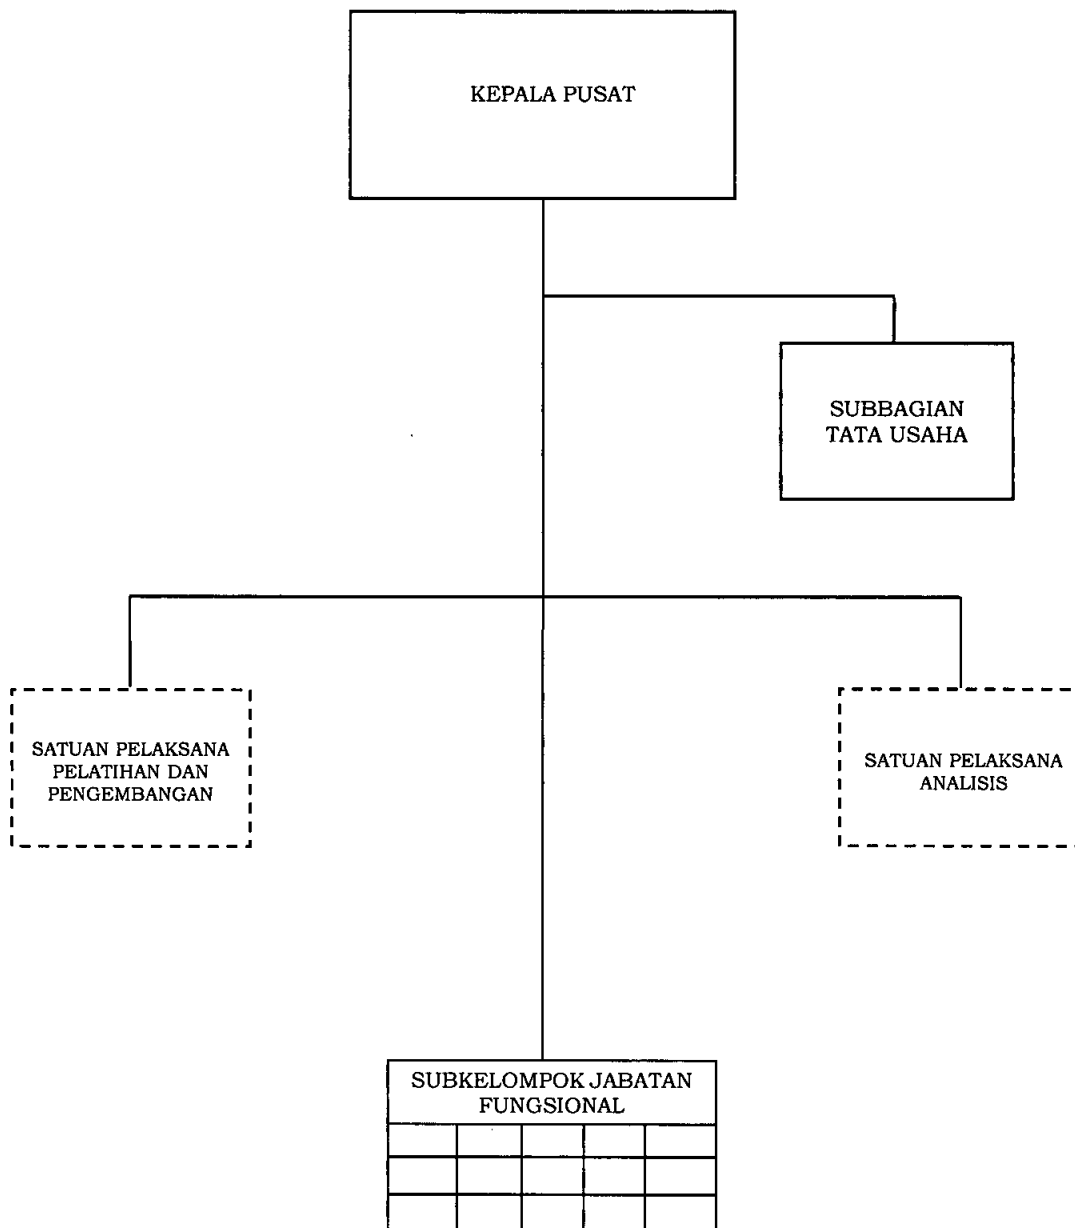 KEPALA PUSAT
SUBBAGIAN
TATA USAHA
SATUAN PELAKSANA
PELATIHAN DAN
PENGEMBANGAN
SATUAN PELAKSANA
ANALISIS
SUBKELOMPOK JABATAN
FUNGSIONAL